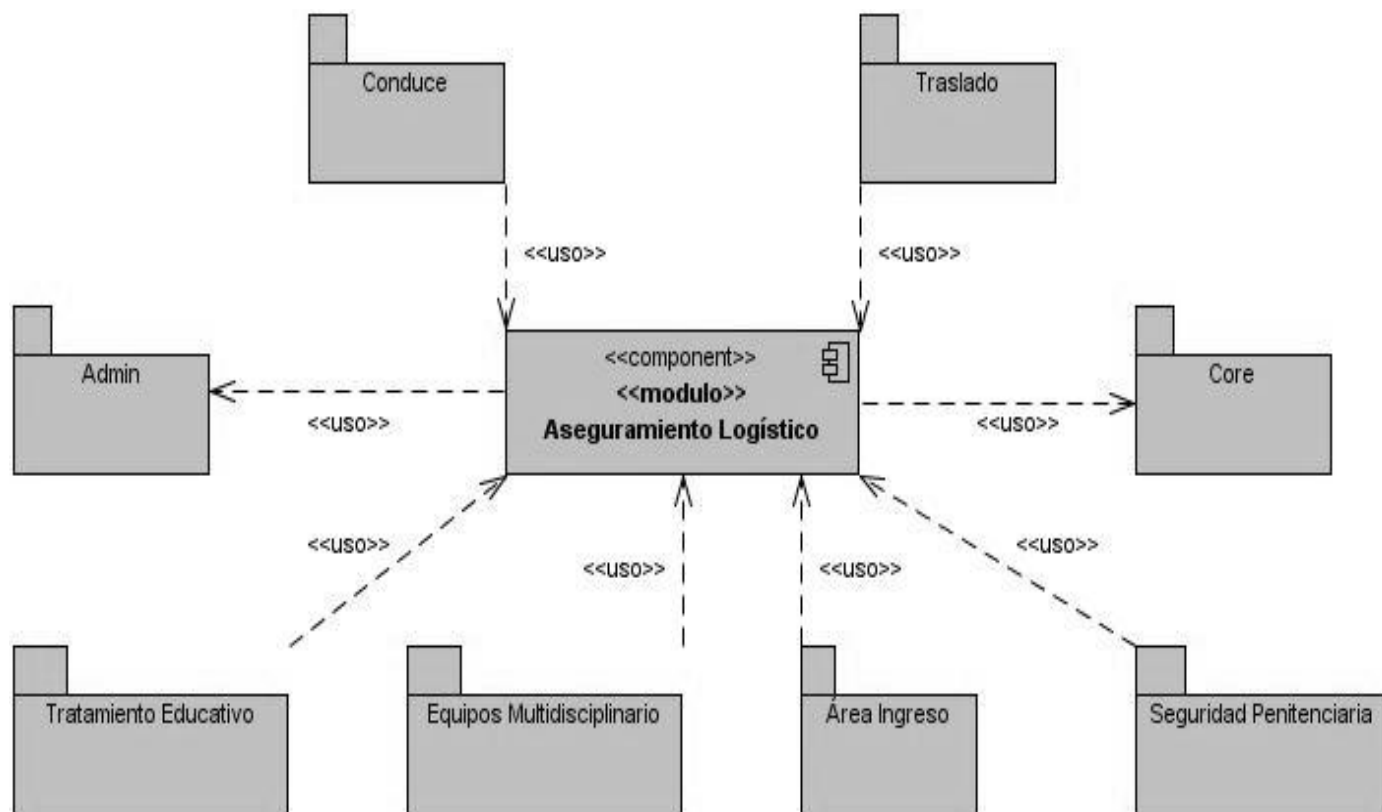 Conduce
Traslado
<<uso>>
<<uso>>
<<component>>
<<modulo>>
Aseguramiento Logístico
Admin
Core
<<uso>>
<<uso>>
<<uso>>
<<uso>>
<<uso>>
<<uso>>
Tratamiento Educativo
Equipos Multidisciplinario
Área Ingreso
Seguridad Penitenciaria